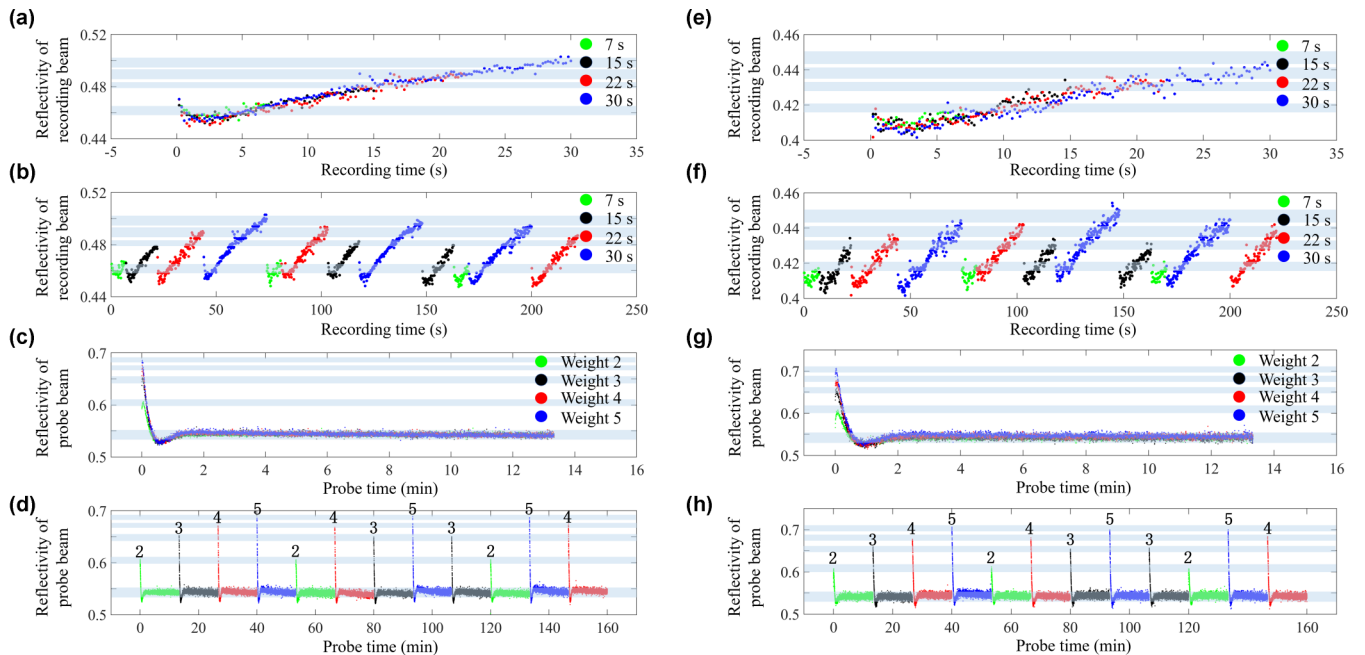 (a)
Reflectivity of
recording beam
0.52
0.48
0.44
-5 0 5 10 15 20 25 30 35
Recording time (s)
7 s
15 s
22 s
30 s
(b)
Reflectivity of
recording beam
0.52
0.48
0.44
0 50 100 150 200 250
Recording time (s)
7 s
15 s
22 s
30 s
(c)
Reflectivity of
probe beam
0.7
0.6
0.5
0 2 4 6 8 10 12 14 16
Probe time (min)
Weight 2
Weight 3
Weight 4
Weight 5
(d)
Reflectivity of
probe beam
0.7
0.6
0.5
2 3 4 5 2 4 3 5 3 2 5 4
0 20 40 60 80 100 120 140 160
Probe time (min)
(e)
Reflectivity of
recording beam
0.46
0.44
0.42
0.4
-5 0 5 10 15 20 25 30 35
Recording time (s)
7 s
15 s
22 s
30 s
(f)
Reflectivity of
recording beam
0.46
0.44
0.42
0.4
0 50 100 150 200 250
Recording time (s)
7 s
15 s
22 s
30 s
(g)
Reflectivity of
probe beam
0.7
0.6
0.5
0 2 4 6 8 10 12 14 16
Probe time (min)
Weight 2
Weight 3
Weight 4
Weight 5
(h)
Reflectivity of
probe beam
0.7
0.6
0.5
2 3 4 5 2 4 3 5 3 2 5 4
0 20 40 60 80 100 120 140 160
Probe time (min)